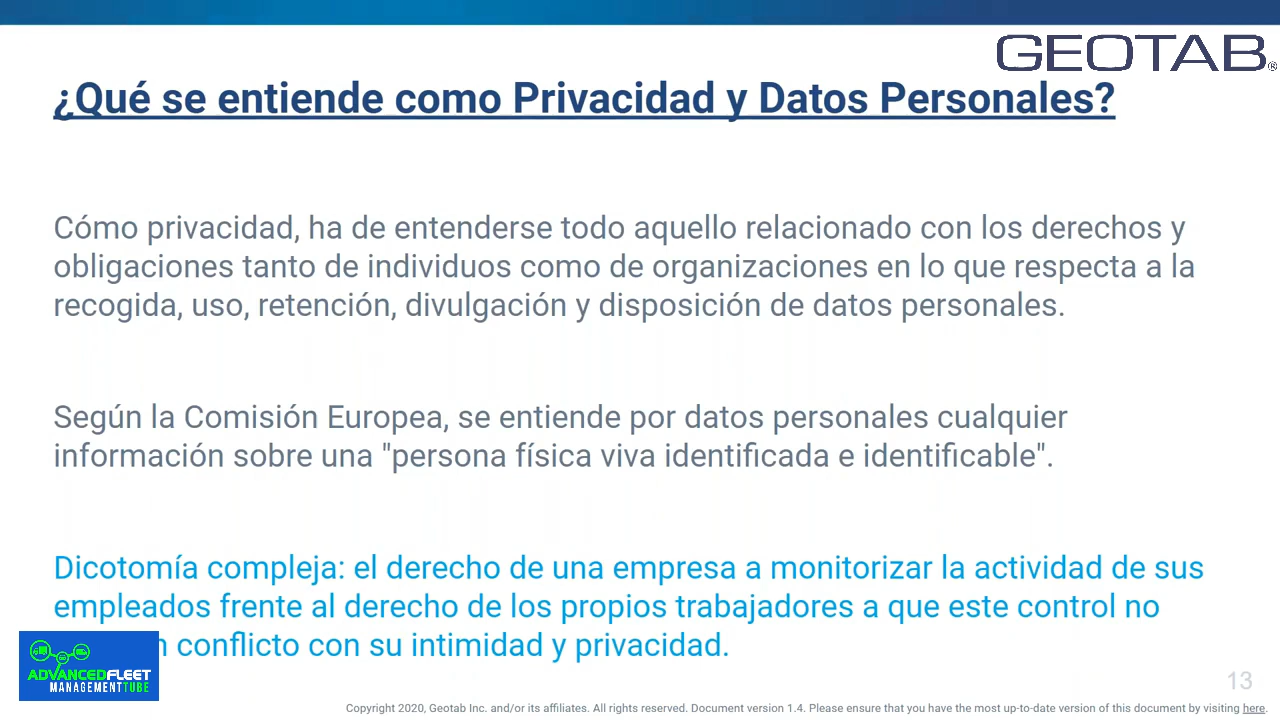 GEOTAB®
¿Qué se entiende como Privacidad y Datos Personales?
Cómo privacidad, ha de entenderse todo aquello relacionado con los derechos y
obligaciones tanto de individuos como de organizaciones en lo que respecta a la
recogida, uso, retención, divulgación y disposición de datos personales.
Según la Comisión Europea, se entiende por datos personales cualquier
información sobre una "persona física viva identificada e identificable".
Dicotomía compleja: el derecho de una empresa a monitorizar la actividad de sus
empleados frente al derecho de los propios trabajadores a que este control no
conflicto con su intimidad y privacidad.
ADVANCEDFLEET
MANAGEMENTTUBE
13
Copyright 2020, Geotab Inc. and/or its affiliates. All rights reserved. Document version 1.4. Please ensure that you have the most up-to-date version of this document by visiting here.